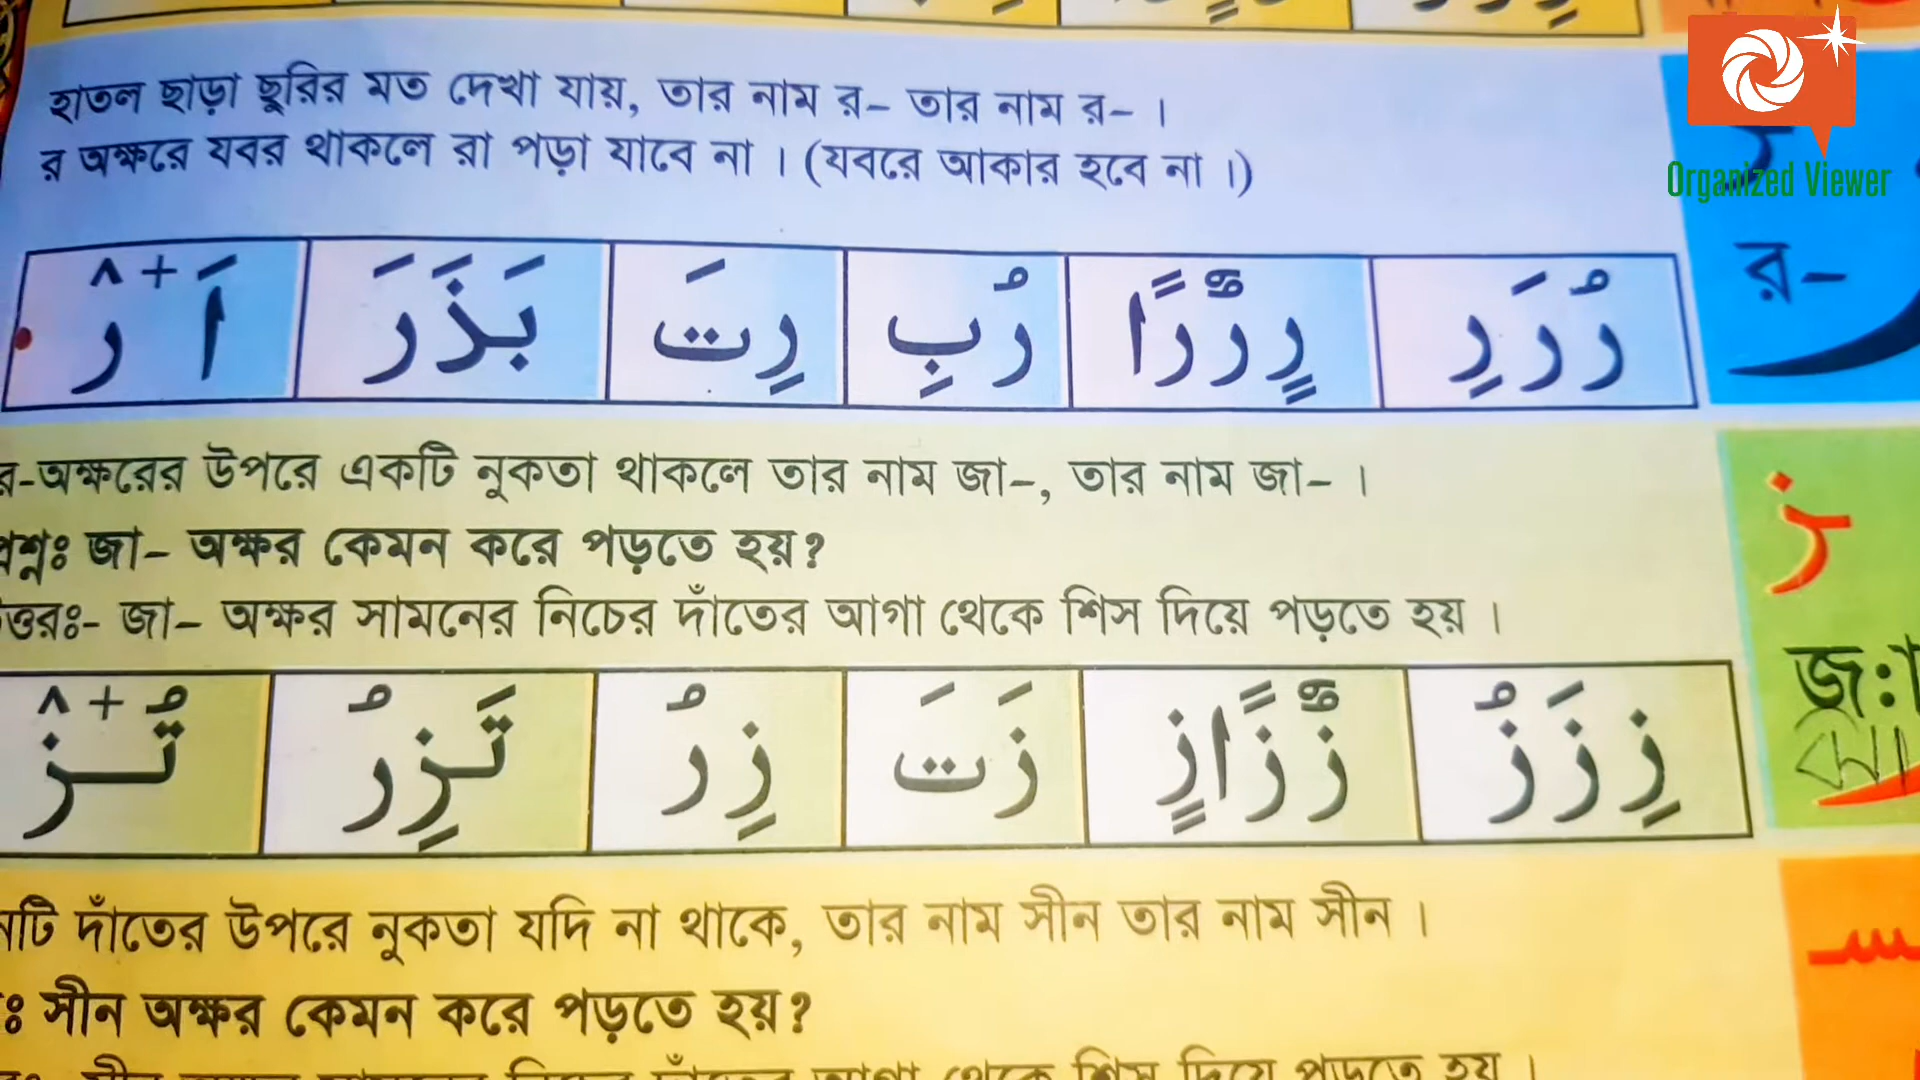 হাতল ছাড়া ছুরির মত দেখা যায়, তার নাম র– তার নাম র– ।
র অক্ষরে যবর থাকলে রা পড়া যাবে না । (যবরে আকার হবে না ।)
Organized Viewer
র–
رُ رَ رِ
رٍ رٌ رًا
رُبِ
رِتَ
بَذَرَ
اَ + ^ ر
র-অক্ষরের উপরে একটি নুকতা থাকলে তার নাম জা–, তার নাম জা– ।
জা– অক্ষর কেমন করে পড়তে হয়?
জা– অক্ষর সামনের নিচের দাঁতের আগা থেকে শিস দিয়ে পড়তে হয় ।
ز
زِ زَ زُ
زٌ زًا زٍ
زَتَ
زِرُ
تَزِرُ
تُز + ^
দাঁতের উপরে নুকতা যদি না থাকে, তার নাম সীন তার নাম সীন ।
ঃ সীন অক্ষর কেমন করে পড়তে হয়?